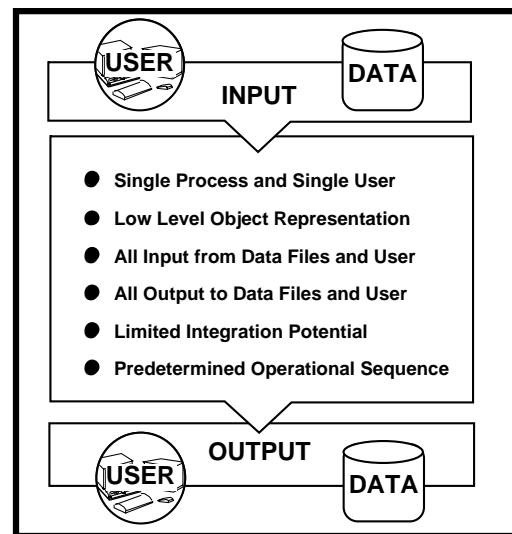 USER
DATA
INPUT
Single Process and Single User
Low Level Object Representation
All Input from Data Files and User
All Output to Data Files and User
Limited Integration Potential
Predetermined Operational Sequence
OUTPUT
USER
DATA